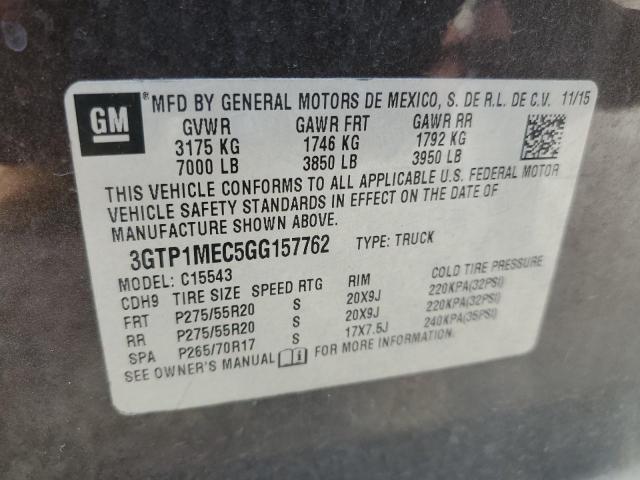 GM ® MFD BY GENERAL MOTORS DE MEXICO, S. DE R.L. DE C.V. 11/15
GVWR GAWR FRT GAWR RR
3175 KG 1746 KG 1792 KG
7000 LB 3850 LB 3950 LB
THIS VEHICLE CONFORMS TO ALL APPLICABLE U.S. FEDERAL MOTOR
VEHICLE SAFETY STANDARDS IN EFFECT ON THE DATE OF
MANUFACTURE SHOWN ABOVE.
3GTP1MEC5GG157762 TYPE: TRUCK
MODEL: C15543
CDH9 TIRE SIZE SPEED RTG RIM COLD TIRE PRESSURE
FRT P275/55R20 S 20X9J 220KPA(32PSI)
RR P275/55R20 S 20X9J 220KPA(32PSI)
SPA P265/70R17 S 17X7.5J 240KPA(35PSI)
SEE OWNER'S MANUAL i FOR MORE INFORMATION.